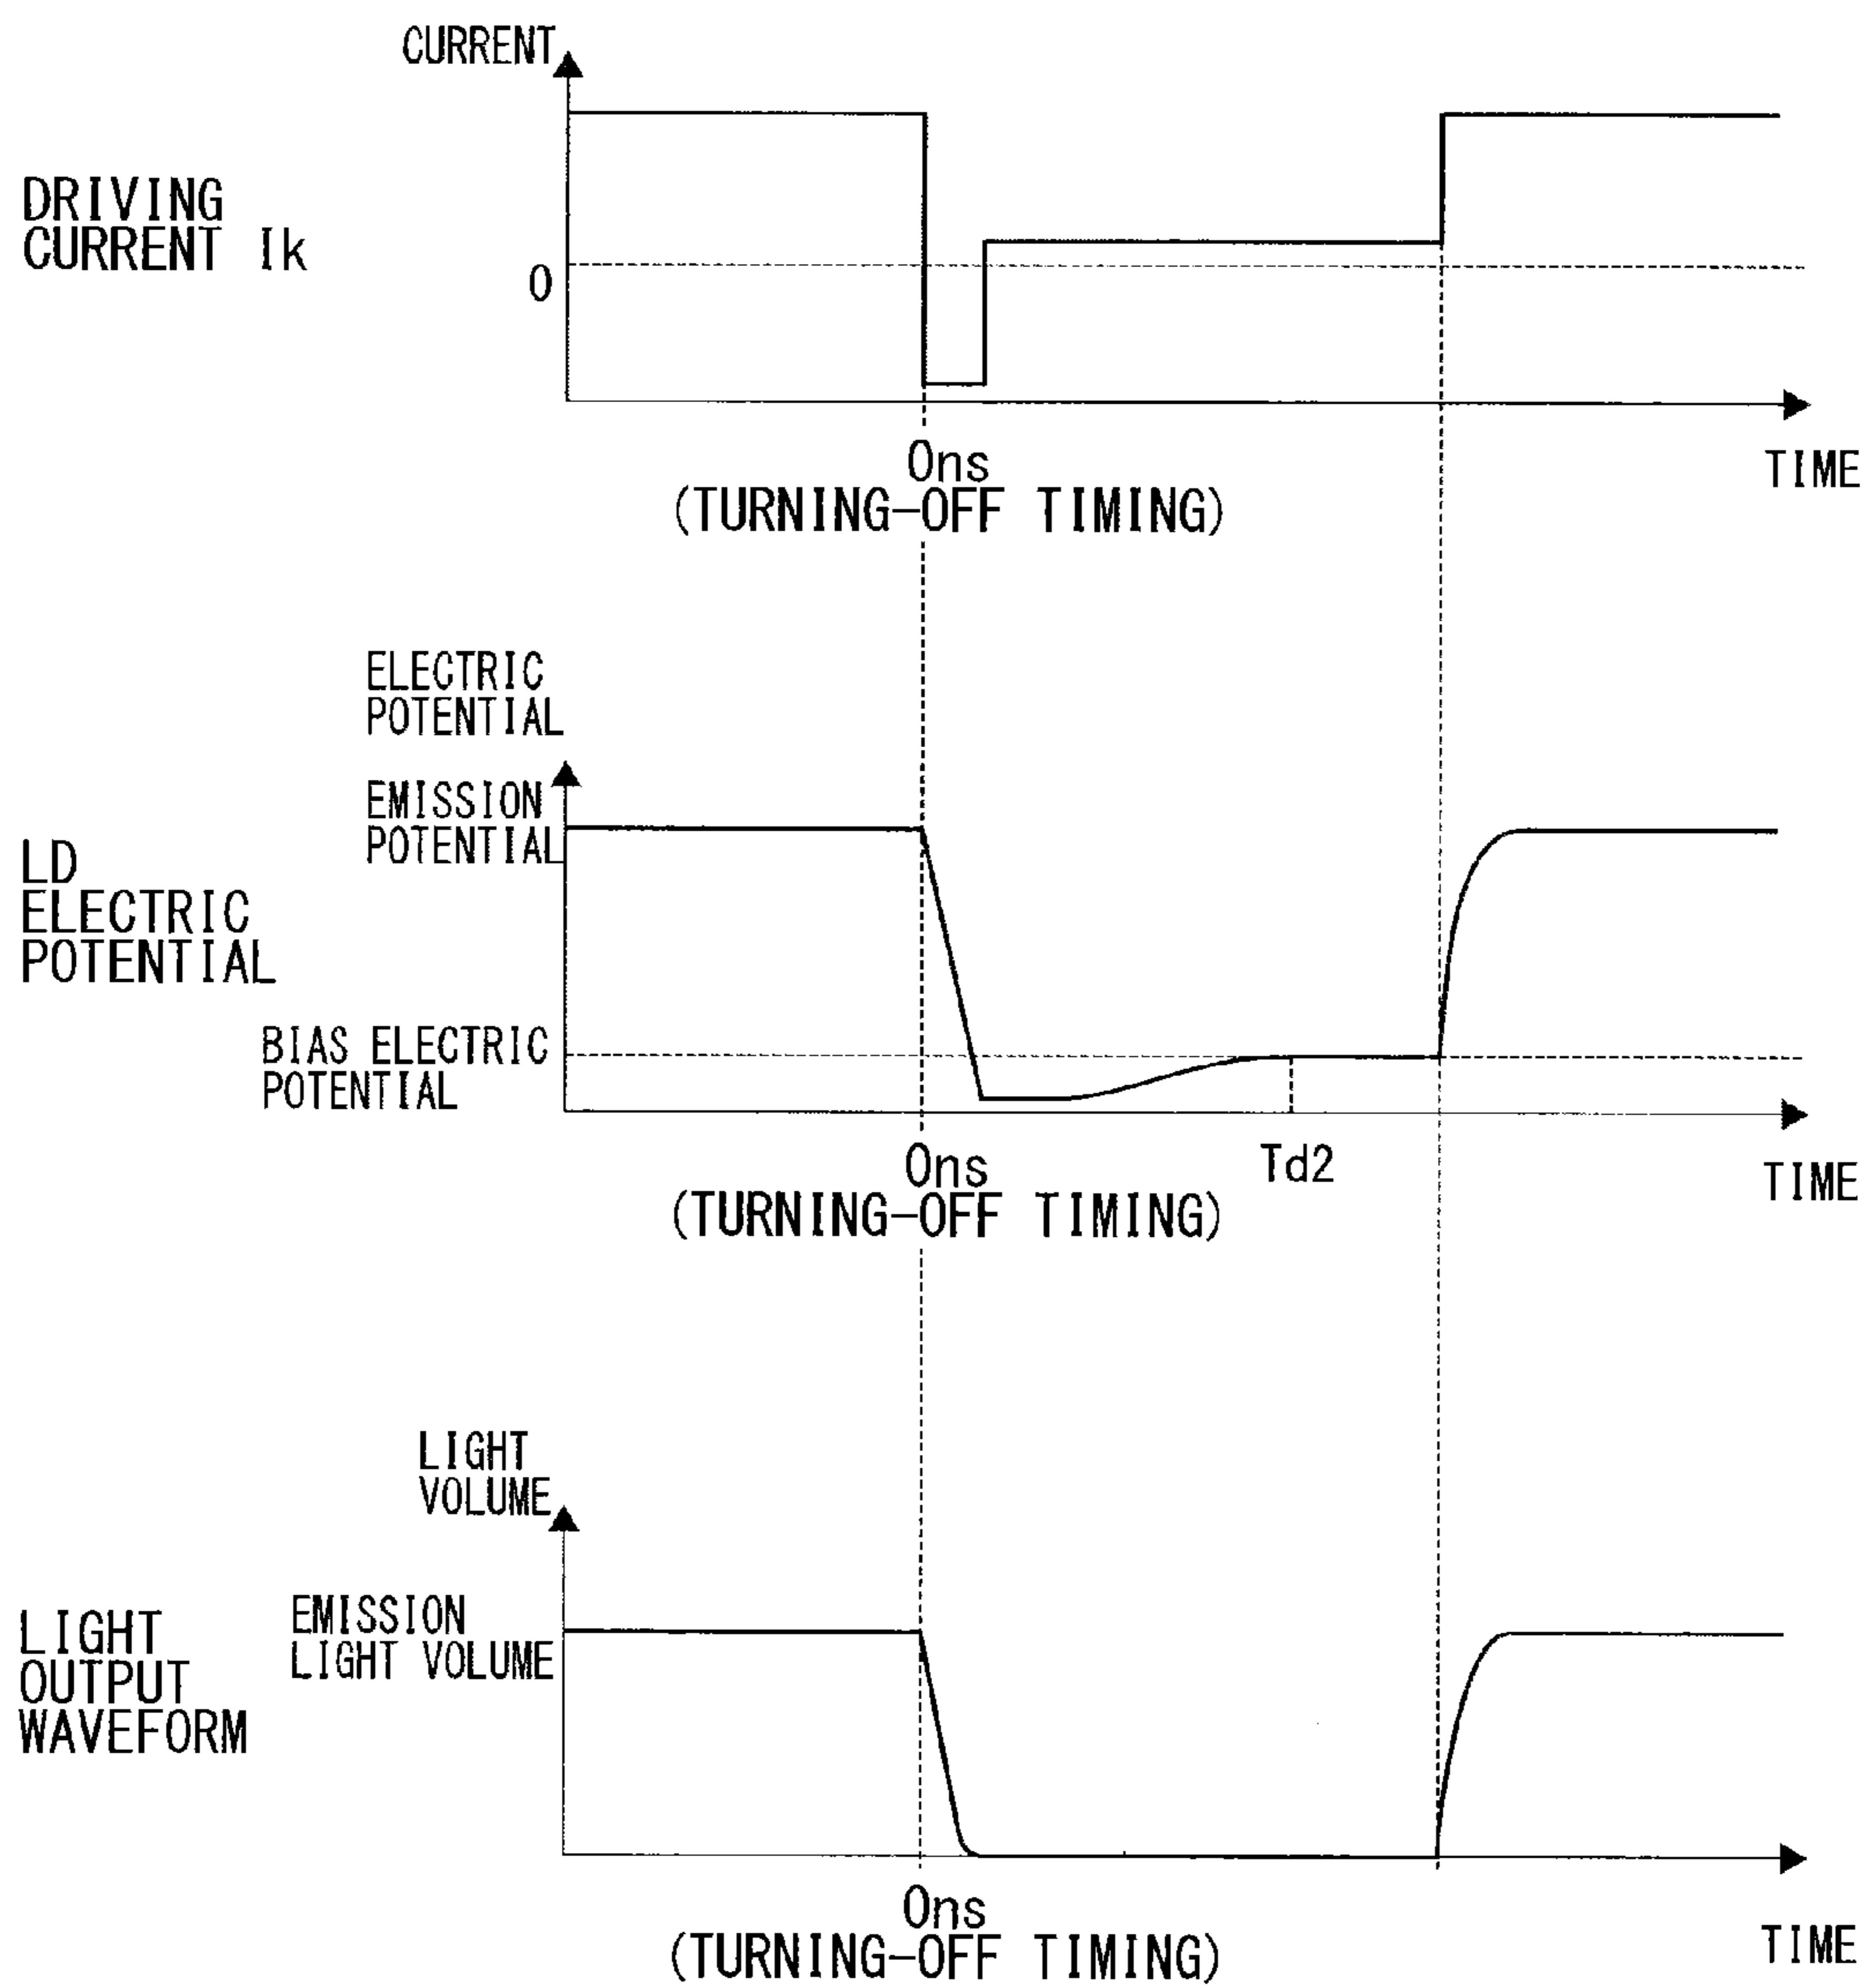 CURRENT
DRIVING
CURRENT Ik
0
0ns
(TURNING-OFF TIMING)
TIME
ELECTRIC
POTENTIAL
EMISSION
POTENTIAL
LD
ELECTRIC
POTENTIAL
BIAS ELECTRIC
POTENTIAL
0ns
(TURNING-OFF TIMING)
Td2
TIME
LIGHT
VOLUME
EMISSION
LIGHT VOLUME
LIGHT
OUTPUT
WAVEFORM
0ns
(TURNING-OFF TIMING)
TIME